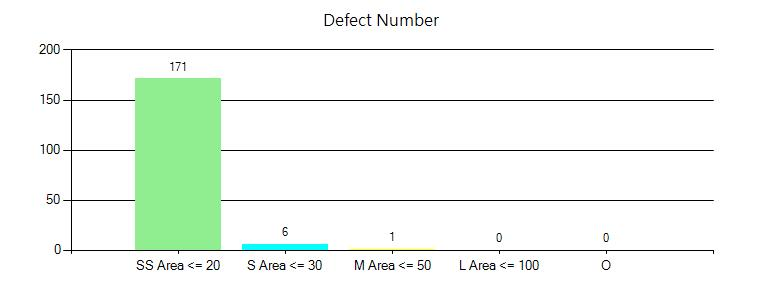 Defect Number
200
150
100
50
0
171
6
1
0
0
SS Area <= 20
S Area <= 30
M Area <= 50
L Area <= 100
O